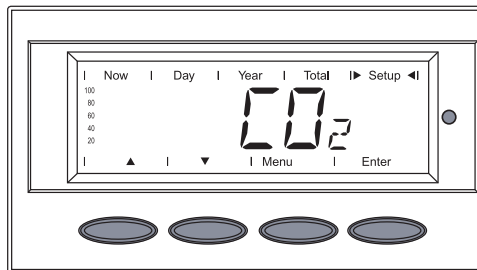 | Now | Day | Year | Total |▶ Setup ◀|
100
80
60
40
20
CO2
| ▲ | ▼ | Menu | Enter